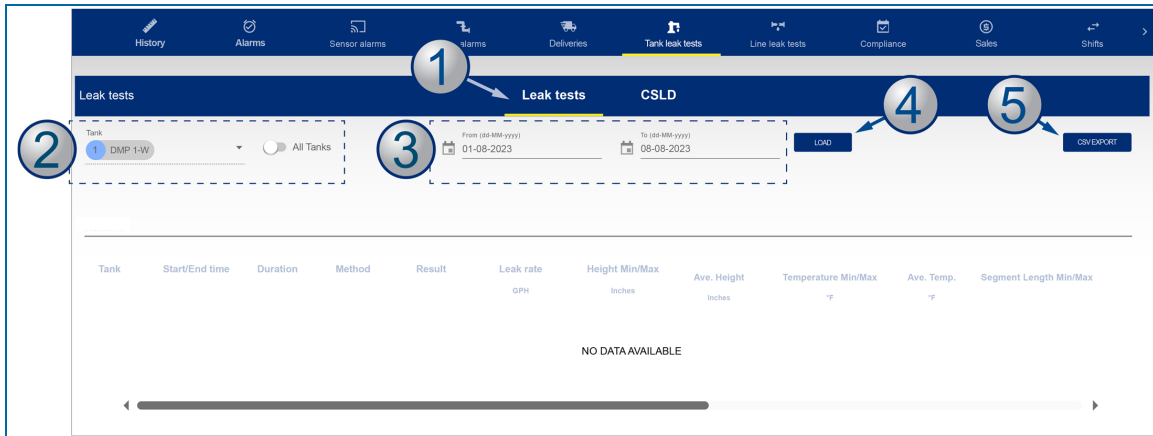 History Alarms Sensor alarms alarms Deliveries Tank leak tests Line leak tests Compliance Sales Shifts
1
Leak tests Leak tests CSLD
4
5
2
Tank
1 DMP 1-W
All Tanks
3
From (dd-MM-yyyy)
01-08-2023
To (dd-MM-yyyy)
08-08-2023
LOAD
CSV EXPORT
Tank Start/End time Duration Method Result Leak rate Height Min/Max Ave. Height Temperature Min/Max Ave. Temp. Segment Length Min/Max
GPH Inches Inches °F °F
NO DATA AVAILABLE